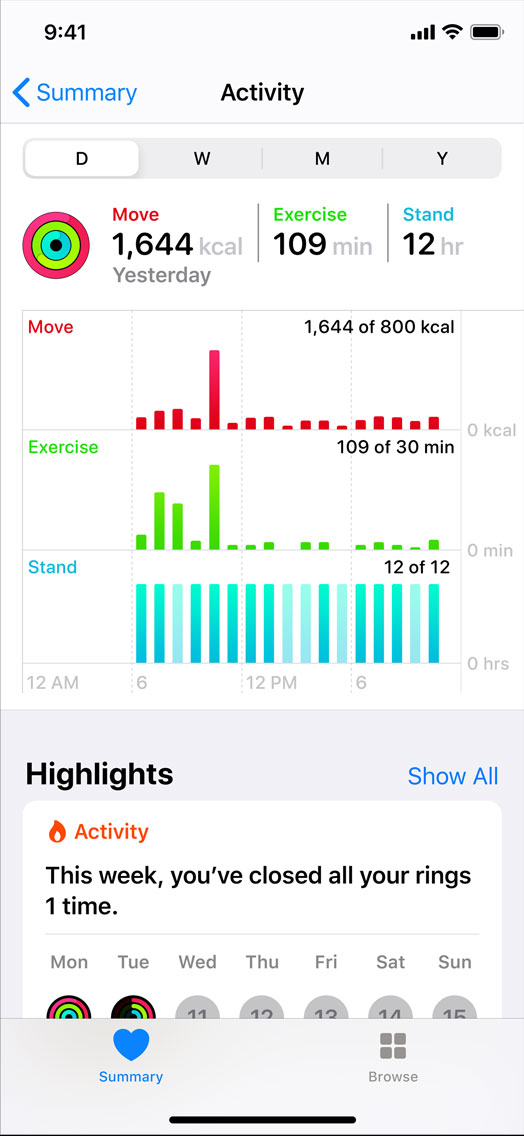 9:41
Summary
Activity
D W M Y
Move Exercise Stand
1,644 kcal 109 min 12 hr
Yesterday
Move 1,644 of 800 kcal
0 kcal
Exercise 109 of 30 min
0 min
Stand 12 of 12
0 hrs
12 AM 6 12 PM 6
Highlights Show All
Activity
This week, you’ve closed all your rings
1 time.
Mon Tue Wed Thu Fri Sat Sun
11 12 13 14 15
Summary Browse